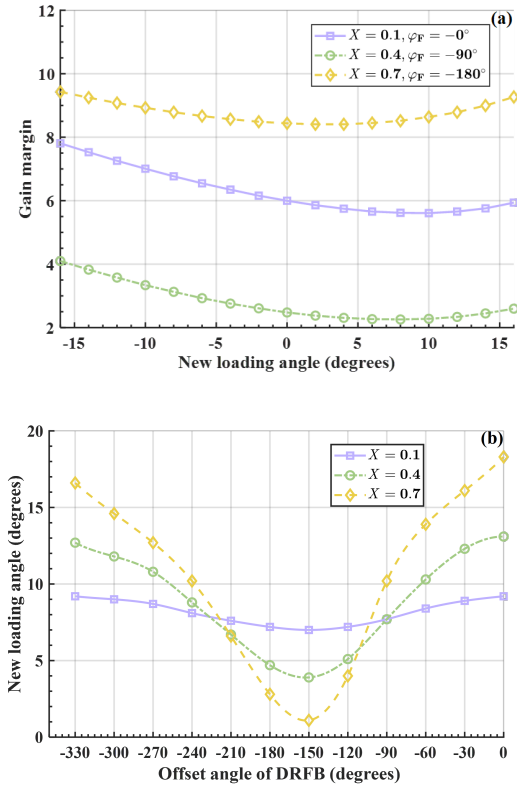 (a)
X = 0.1, φF = −0°
X = 0.4, φF = −90°
X = 0.7, φF = −180°
12
10
8
6
4
2
Gain margin
-15 -10 -5 0 5 10 15
New loading angle (degrees)
(b)
X = 0.1
X = 0.4
X = 0.7
20
15
10
5
0
New loading angle (degrees)
-330 -300 -270 -240 -210 -180 -150 -120 -90 -60 -30 0
Offset angle of DRFB (degrees)